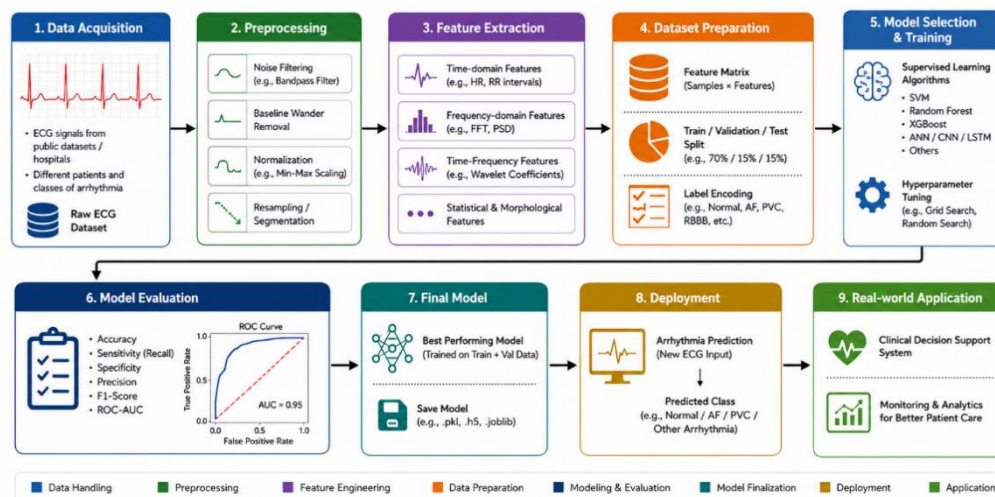 1. Data Acquisition
• ECG signals from
public datasets /
hospitals
• Different patients and
classes of arrhythmia
Raw ECG
Dataset
2. Preprocessing
Noise Filtering
(e.g., Bandpass Filter)
Baseline Wander
Removal
Normalization
(e.g., Min-Max Scaling)
Resampling /
Segmentation
3. Feature Extraction
Time-domain Features
(e.g., HR, RR intervals)
Frequency-domain Features
(e.g., FFT, PSD)
Time-Frequency Features
(e.g., Wavelet Coefficients)
Statistical & Morphological
Features
4. Dataset Preparation
Feature Matrix
(Samples × Features)
Train / Validation / Test
Split
(e.g., 70% / 15% / 15%)
Label Encoding
(e.g., Normal, AF, PVC,
RBBB, etc.)
5. Model Selection
& Training
Supervised Learning
Algorithms
• SVM
• Random Forest
• XGBoost
• ANN / CNN / LSTM
• Others
Hyperparameter
Tuning
(e.g., Grid Search,
Random Search)
6. Model Evaluation
• Accuracy
• Sensitivity (Recall)
• Specificity
• Precision
• F1-Score
• ROC-AUC
ROC Curve
True Positive Rate
1.0
0.5
0.0
AUC = 0.95
0.0 0.5 1.0
False Positive Rate
7. Final Model
Best Performing Model
(Trained on Train + Val Data)
Save Model
(e.g., .pkl, .h5, .joblib)
8. Deployment
Arrhythmia Prediction
(New ECG Input)
Predicted Class
(e.g., Normal / AF / PVC /
Other Arrhythmia)
9. Real-world Application
Clinical Decision Support
System
Monitoring & Analytics
for Better Patient Care
Data Handling
Preprocessing
Feature Engineering
Data Preparation
Modeling & Evaluation
Model Finalization
Deployment
Application